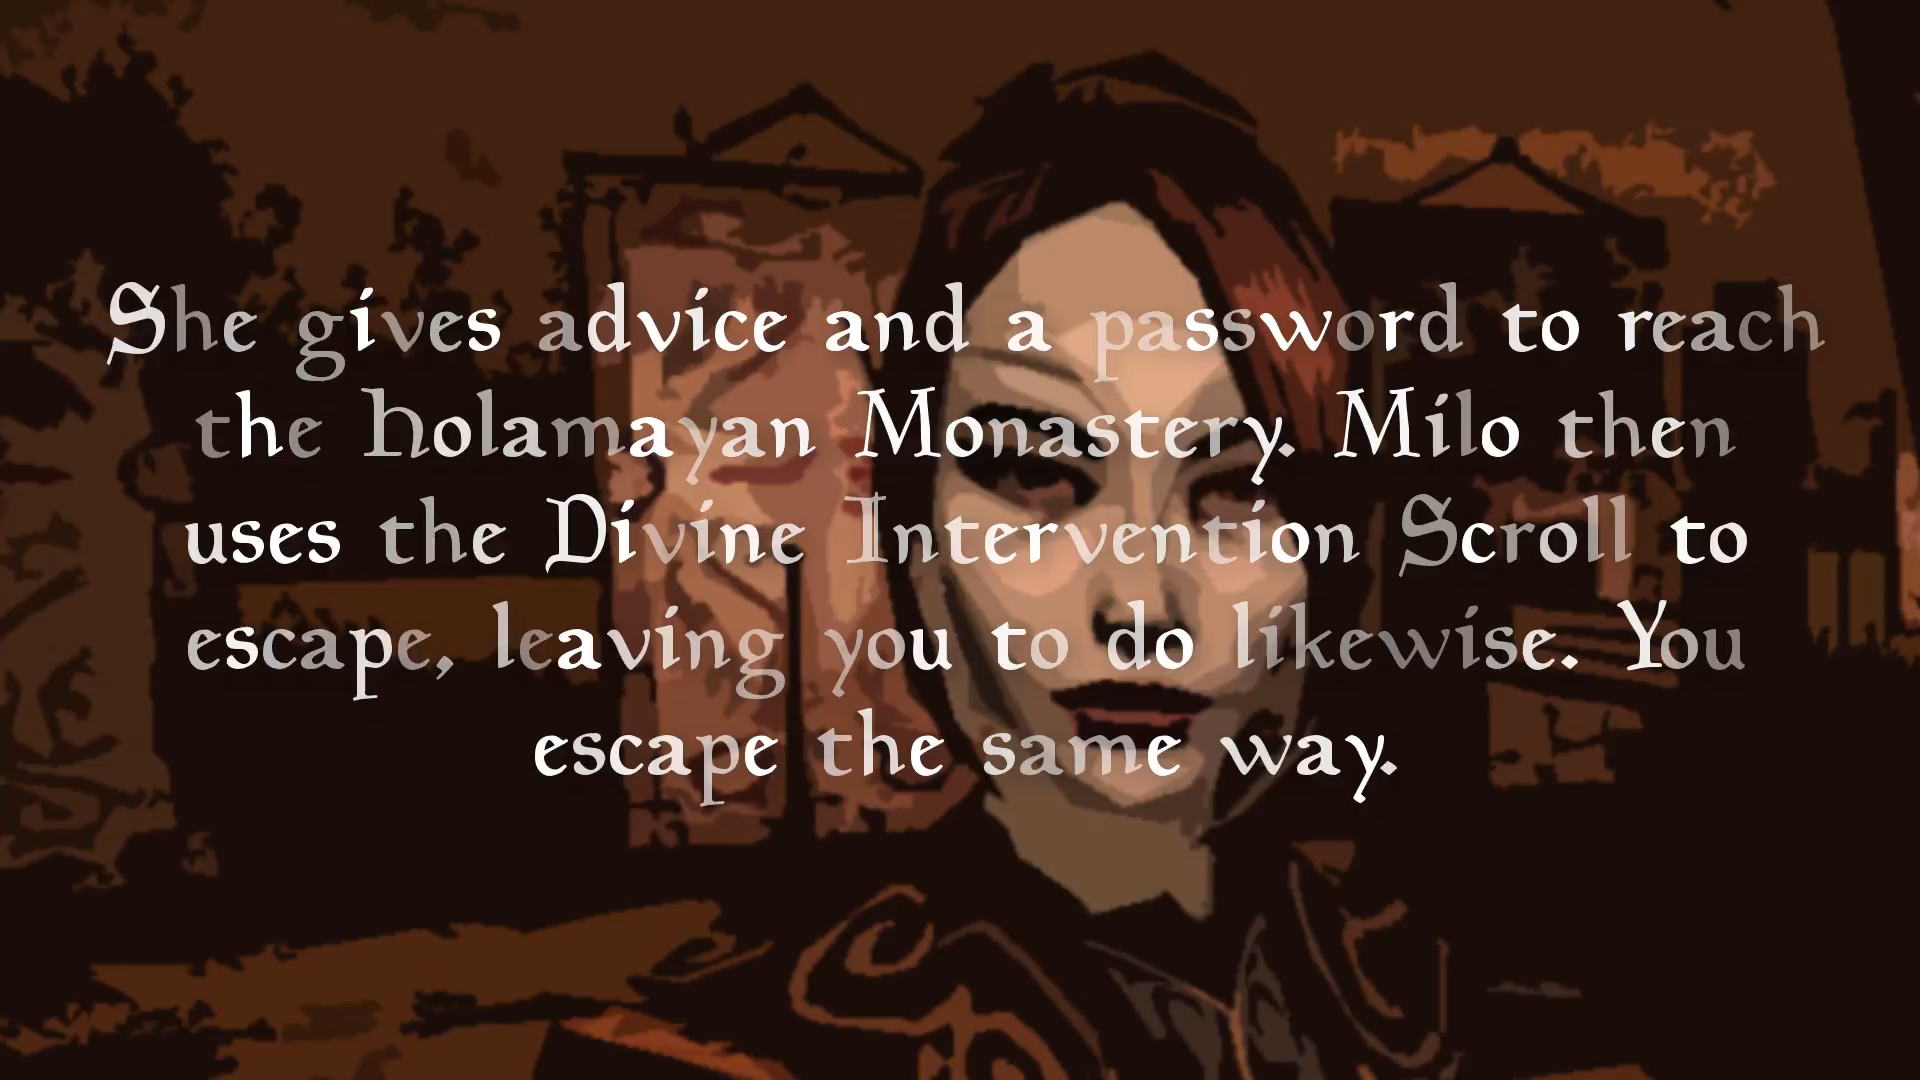 She gives advice and a password to reach
the Holamayan Monastery. Milo then
uses the Divine Intervention Scroll to
escape, leaving you to do likewise. You
escape the same way.